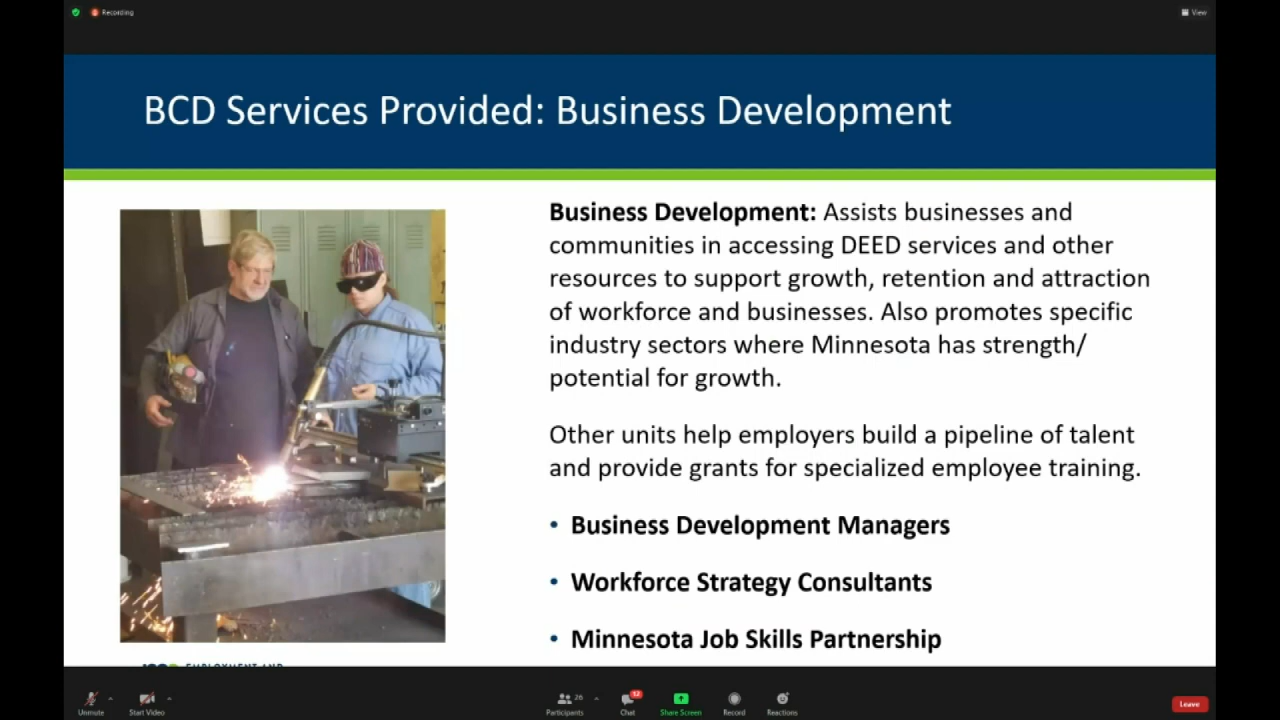 Recording
View
BCD Services Provided: Business Development
Business Development: Assists businesses and
communities in accessing DEED services and other
resources to support growth, retention and attraction
of workforce and businesses. Also promotes specific
industry sectors where Minnesota has strength/
potential for growth.
Other units help employers build a pipeline of talent
and provide grants for specialized employee training.
• Business Development Managers
• Workforce Strategy Consultants
• Minnesota Job Skills Partnership
EMPLOYMENT AND
Unmute
Start Video
26
Participants
12
Chat
Share Screen
Record
Reactions
Leave